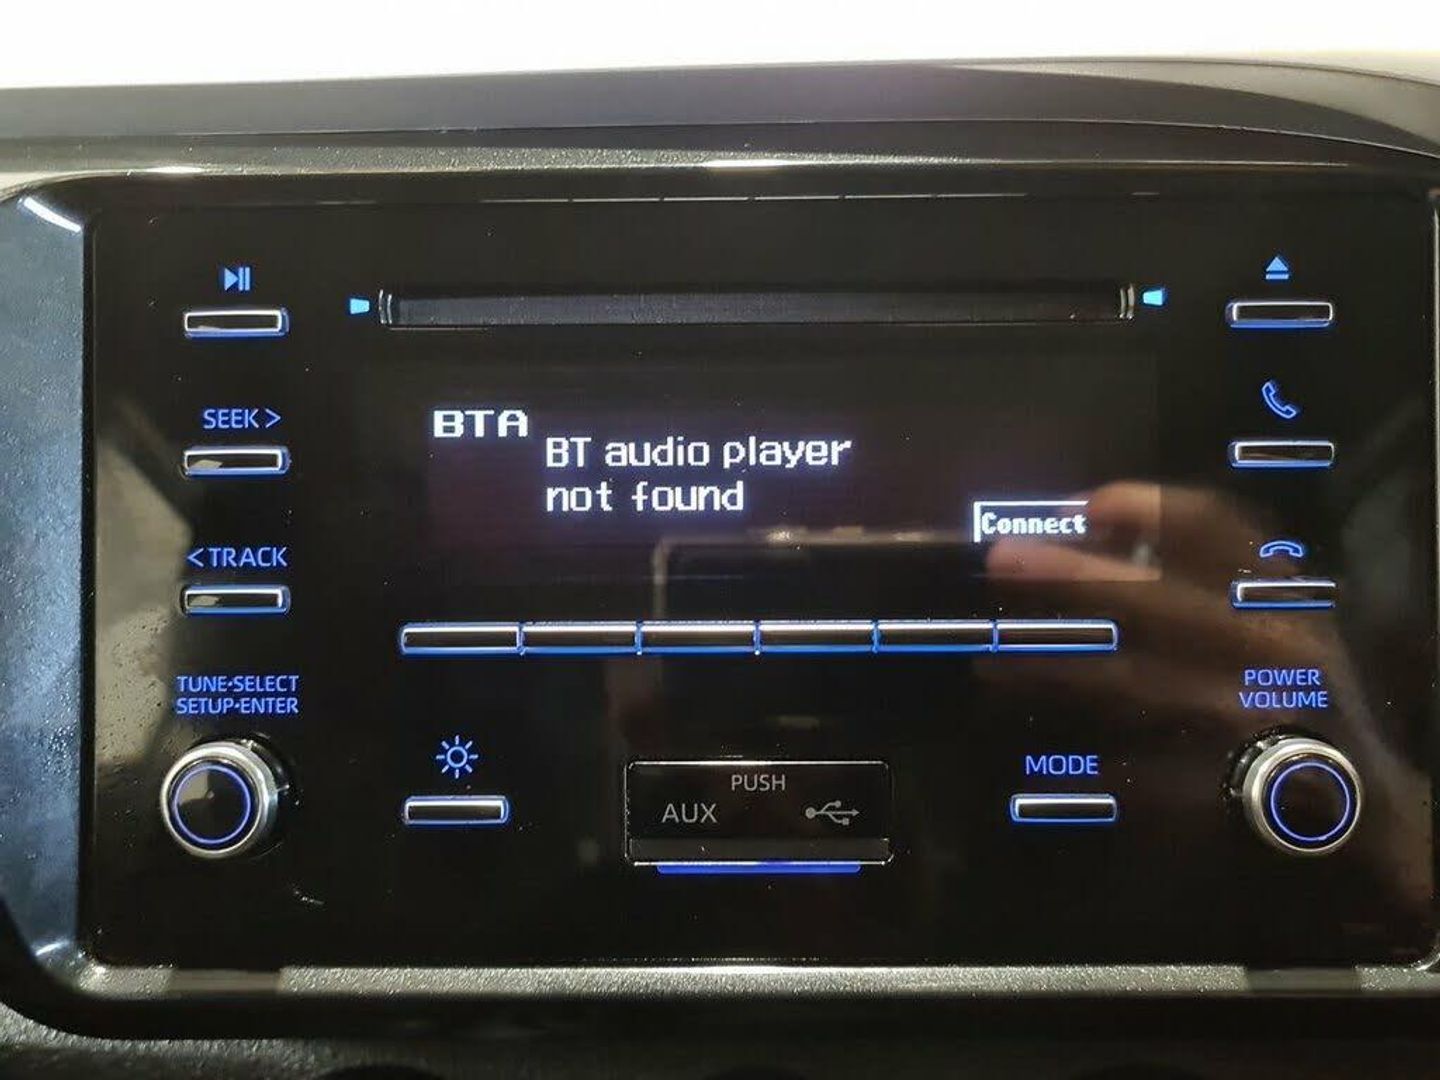 SEEK >
< TRACK
TUNE•SELECT
SETUP•ENTER
BTA
BT audio player
not found
Connect
PUSH
AUX
MODE
POWER
VOLUME